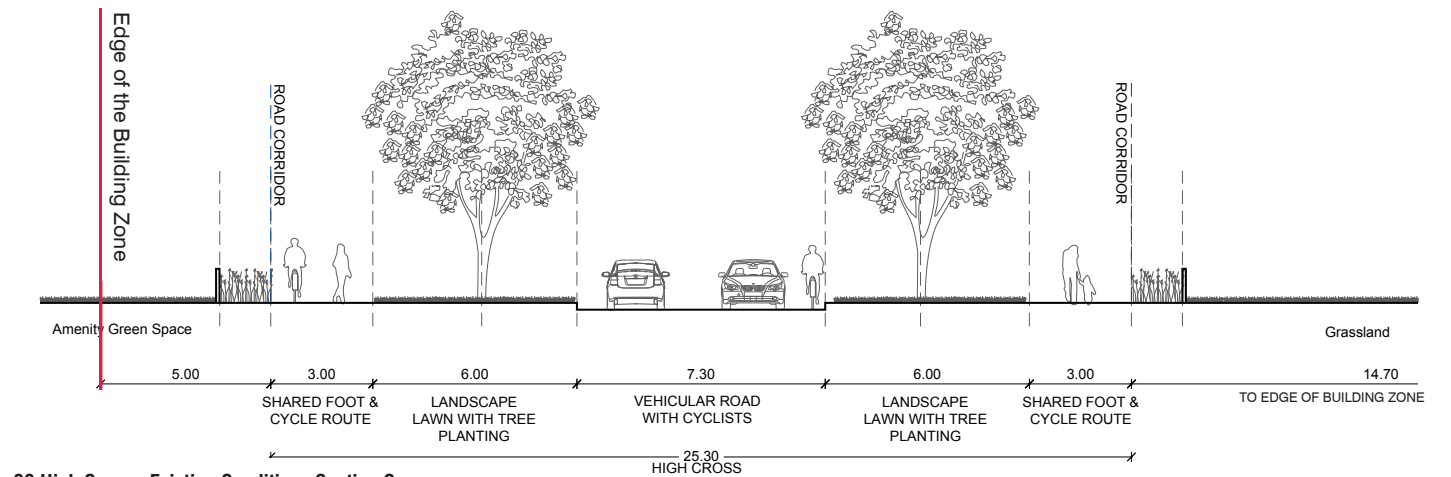 Edge of the Building Zone
ROAD CORRIDOR
ROAD CORRIDOR
Amenity Green Space
Grassland
5.00
3.00
6.00
7.30
6.00
3.00
14.70
SHARED FOOT &
CYCLE ROUTE
LANDSCAPE
LAWN WITH TREE
PLANTING
VEHICULAR ROAD
WITH CYCLISTS
LANDSCAPE
LAWN WITH TREE
PLANTING
SHARED FOOT &
CYCLE ROUTE
TO EDGE OF BUILDING ZONE
25.30
HIGH CROSS